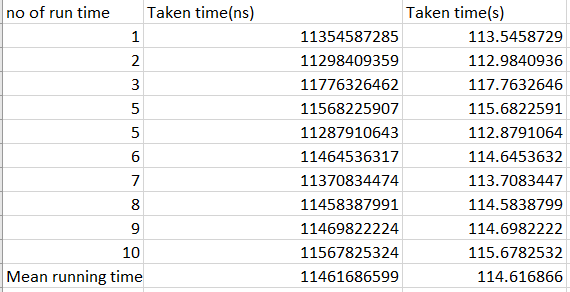 no of run time Taken time(ns) Taken time(s)
1 11354587285 113.5458729
2 11298409359 112.9840936
3 11776326462 117.7632646
5 11568225907 115.6822591
5 11287910643 112.8791064
6 11464536317 114.6453632
7 11370834474 113.7083447
8 11458387991 114.5838799
9 11469822224 114.6982222
10 11567825324 115.6782532
Mean running time 11461686599 114.616866